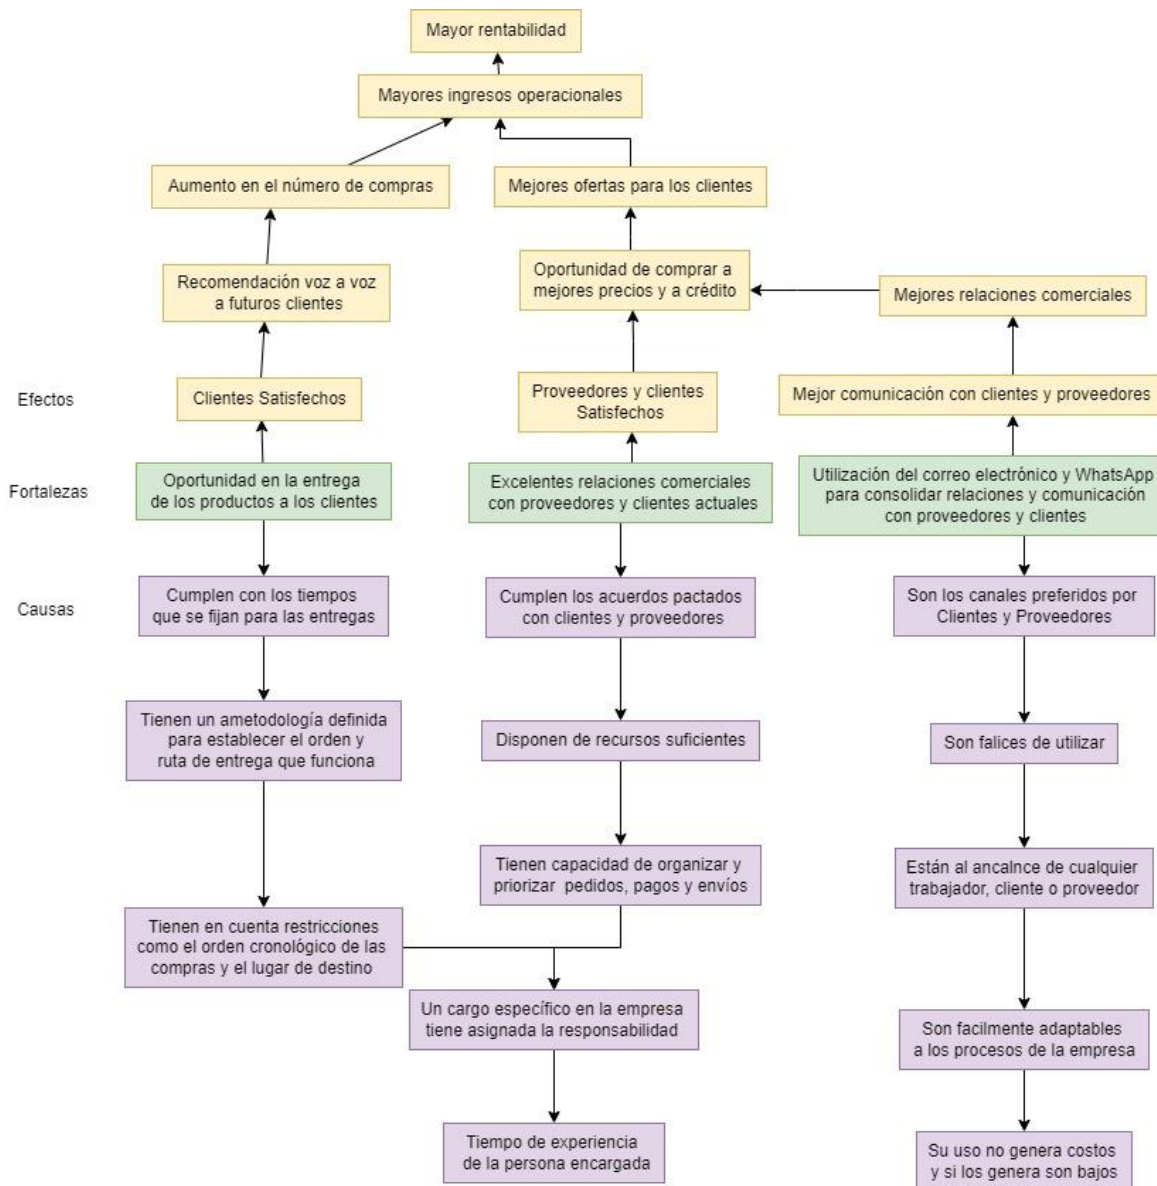 Mayor rentabilidad
Mayores ingresos operacionales
Aumento en el número de compras
Mejores ofertas para los clientes
Recomendación voz a voz
a futuros clientes
Oportunidad de comprar a
mejores precios y a crédito
Mejores relaciones comerciales
Efectos
Clientes Satisfechos
Proveedores y clientes
Satisfechos
Mejor comunicación con clientes y proveedores
Fortalezas
Oportunidad en la entrega
de los productos a los clientes
Excelentes relaciones comerciales
con proveedores y clientes actuales
Utilización del correo electrónico y WhatsApp
para consolidar relaciones y comunicación
con proveedores y clientes
Causas
Cumplen con los tiempos
que se fijan para las entregas
Cumplen los acuerdos pactados
con clientes y proveedores
Son los canales preferidos por
Clientes y Proveedores
Tienen un ametodología definida
para establecer el orden y
ruta de entrega que funciona
Disponen de recursos suficientes
Son falices de utilizar
Tienen capacidad de organizar y
priorizar pedidos, pagos y envíos
Están al ancalnce de cualquier
trabajador, cliente o proveedor
Tienen en cuenta restricciones
como el orden cronológico de las
compras y el lugar de destino
Un cargo específico en la empresa
tiene asignada la responsabilidad
Son facilmente adaptables
a los procesos de la empresa
Tiempo de experiencia
de la persona encargada
Su uso no genera costos
y si los genera son bajos